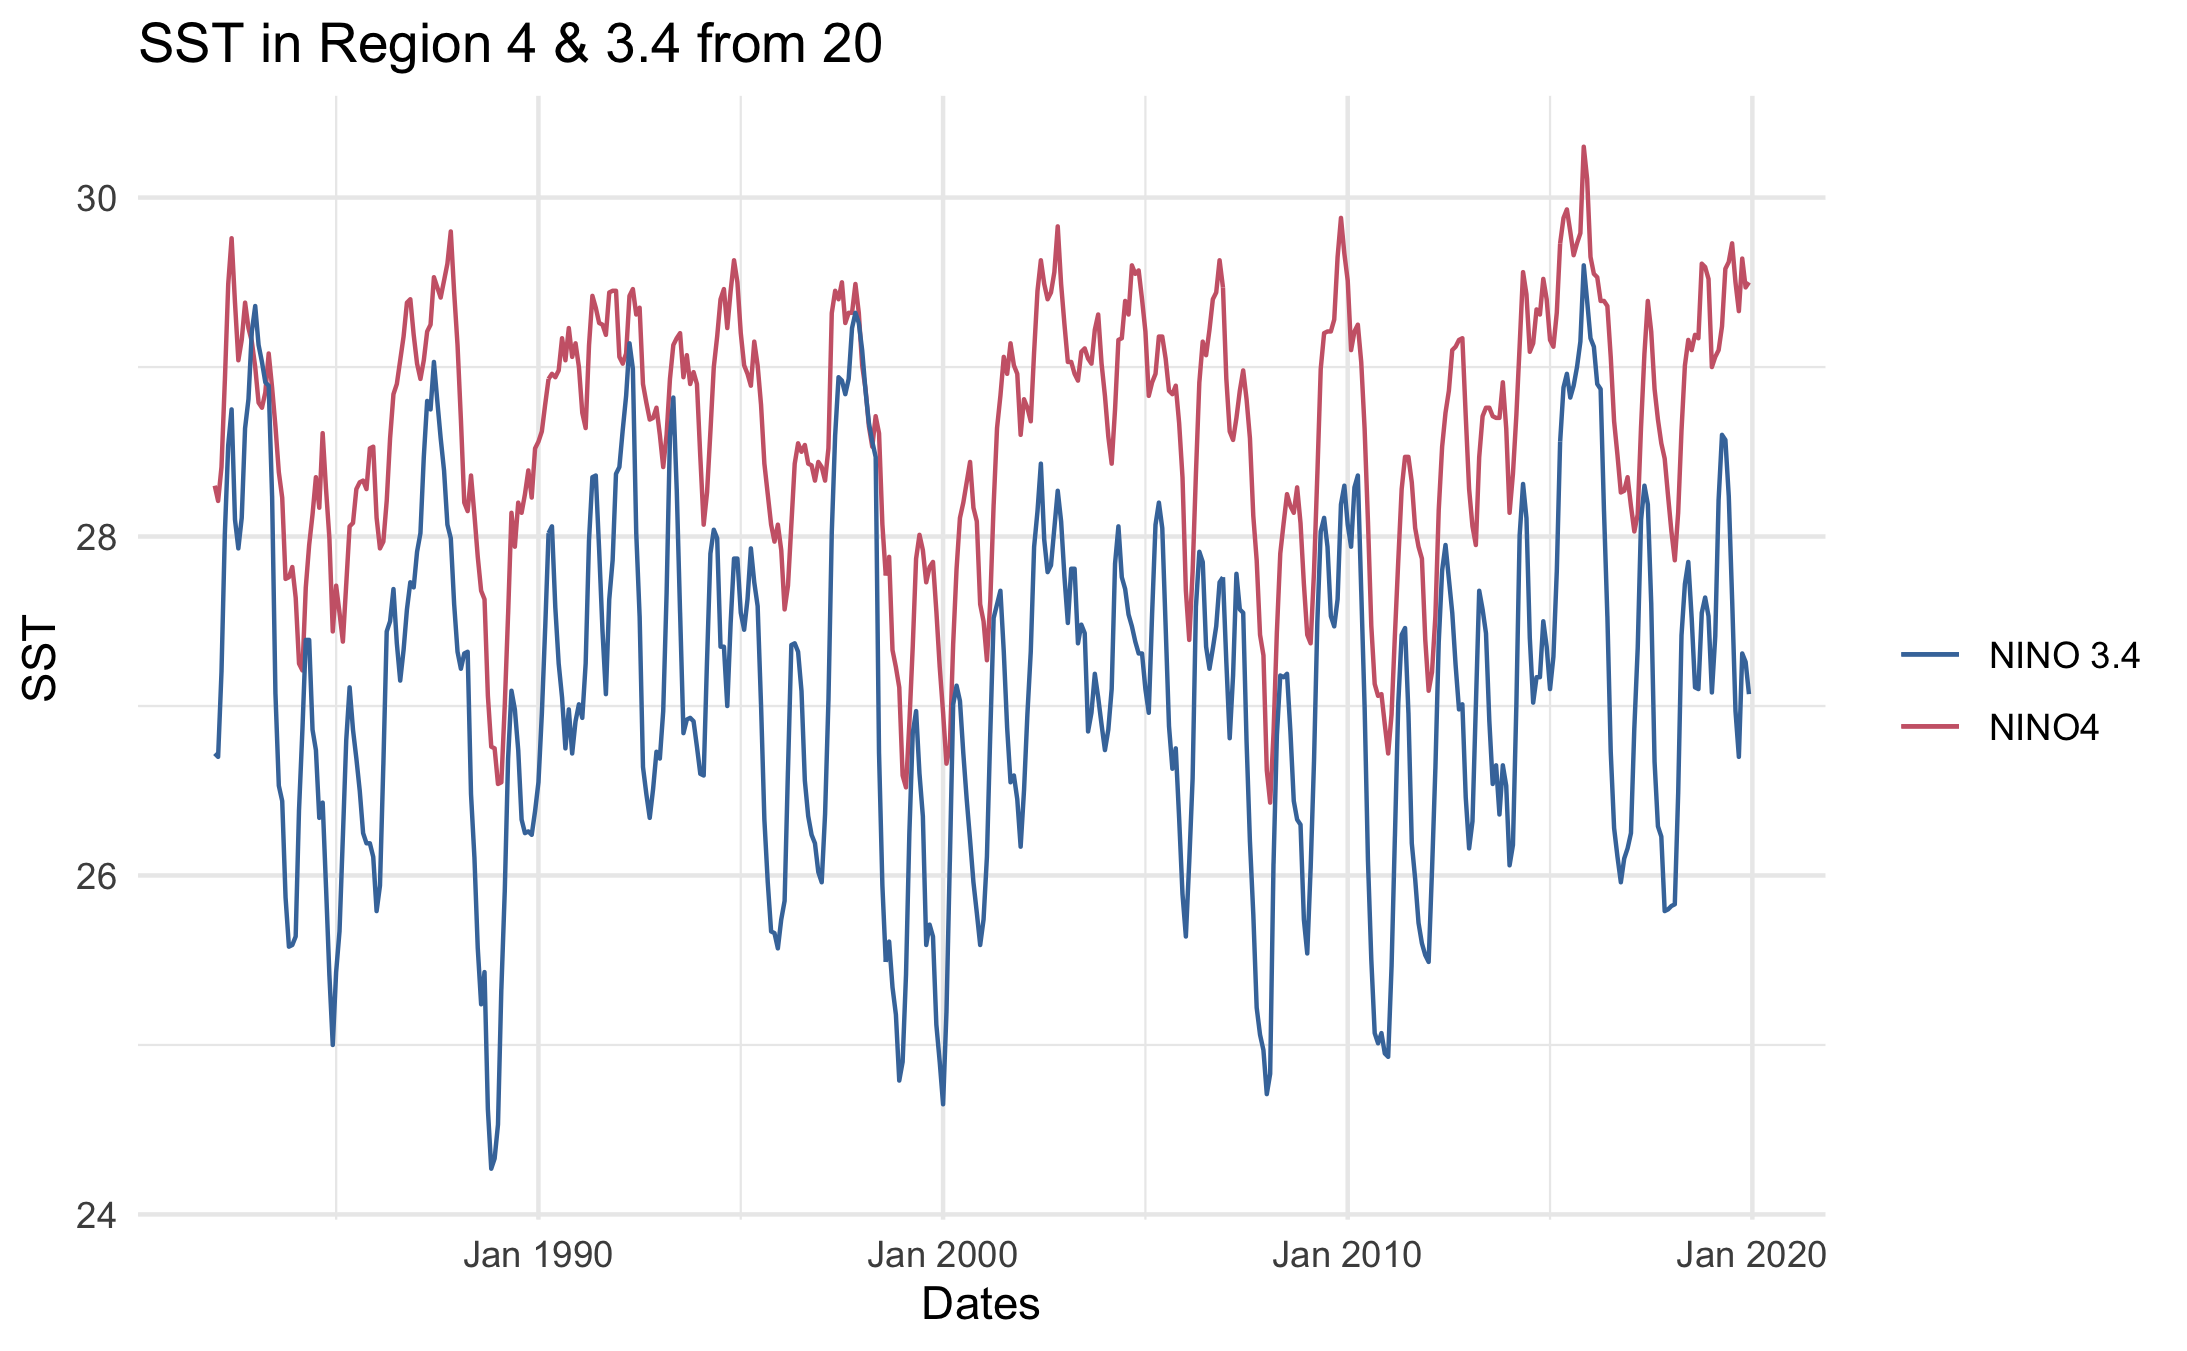 SST in Region 4 & 3.4 from 20
30
28
26
24
SST
Jan 1990
Jan 2000
Jan 2010
Jan 2020
Dates
NINO 3.4
NINO4